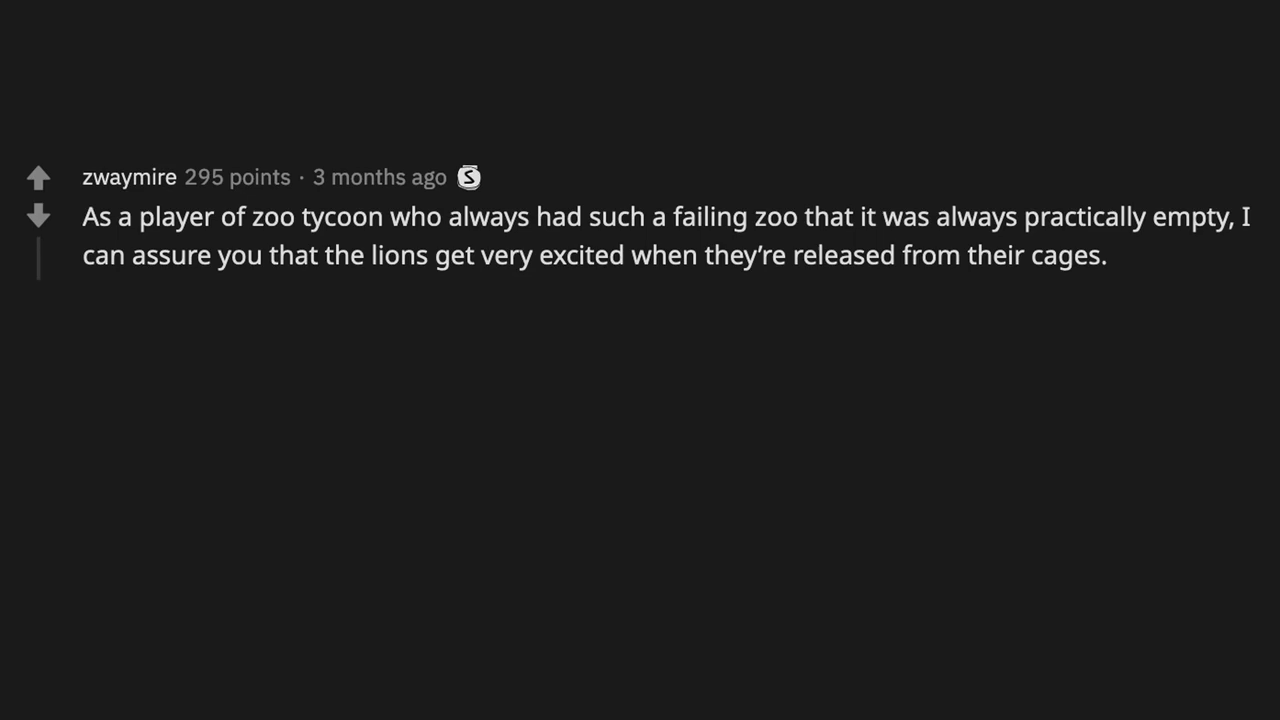 zwaymire 295 points · 3 months ago S
As a player of zoo tycoon who always had such a failing zoo that it was always practically empty, I
can assure you that the lions get very excited when they’re released from their cages.